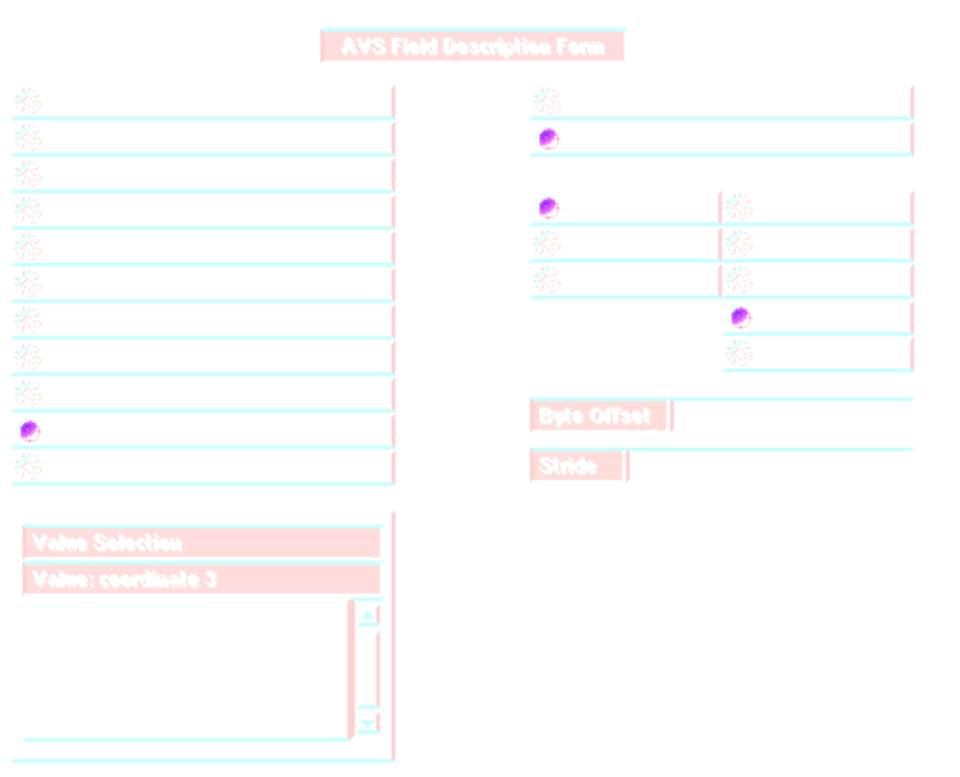 AVS Field Description Form
Byte Offset
Stride
Value Selection
Value: coordinate 3